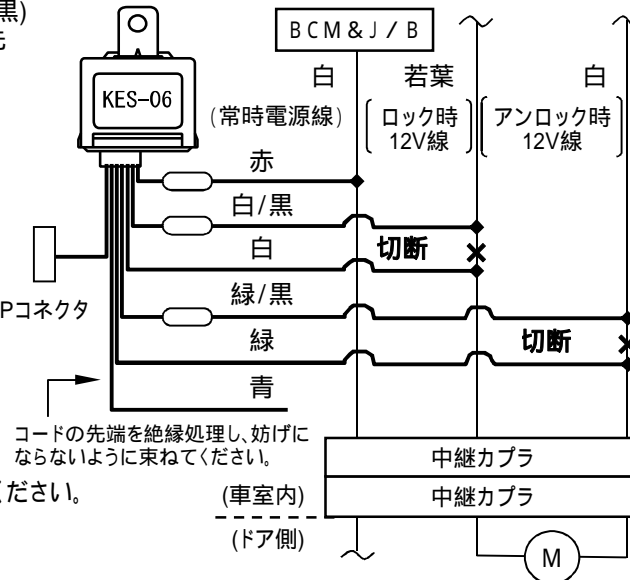 黒)
BCM&J/B
白
若葉
白
KES-06
(常時電源線)
ロック時
12V線
アンロック時
12V線
赤
白/黒
白
切断
緑/黒
Pコネクタ
緑
切断
青
コードの先端を絶縁処理し、妨げに
ならないように束ねてください。
ください。
中継カプラ
(車室内)
中継カプラ
(ドア側)
M